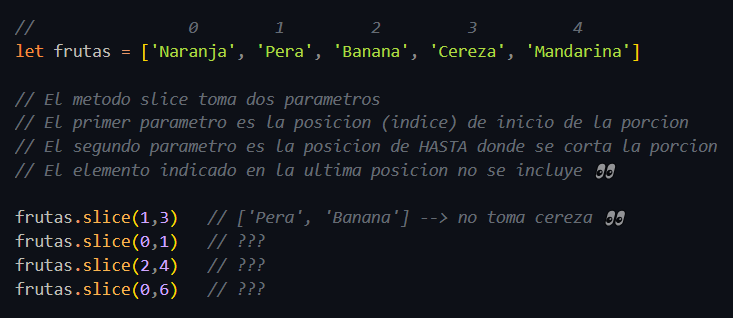 //               0       1        2        3         4
let frutas = ['Naranja', 'Pera', 'Banana', 'Cereza', 'Mandarina']
// El metodo slice toma dos parametros
// El primer parametro es la posicion (indice) de inicio de la porcion
// El segundo parametro es la posicion de HASTA donde se corta la porcion
// El elemento indicado en la ultima posicion no se incluye 👀
frutas.slice(1,3)   // ['Pera', 'Banana'] --> no toma cereza 👀
frutas.slice(0,1)   // ???
frutas.slice(2,4)   // ???
frutas.slice(0,6)   // ???